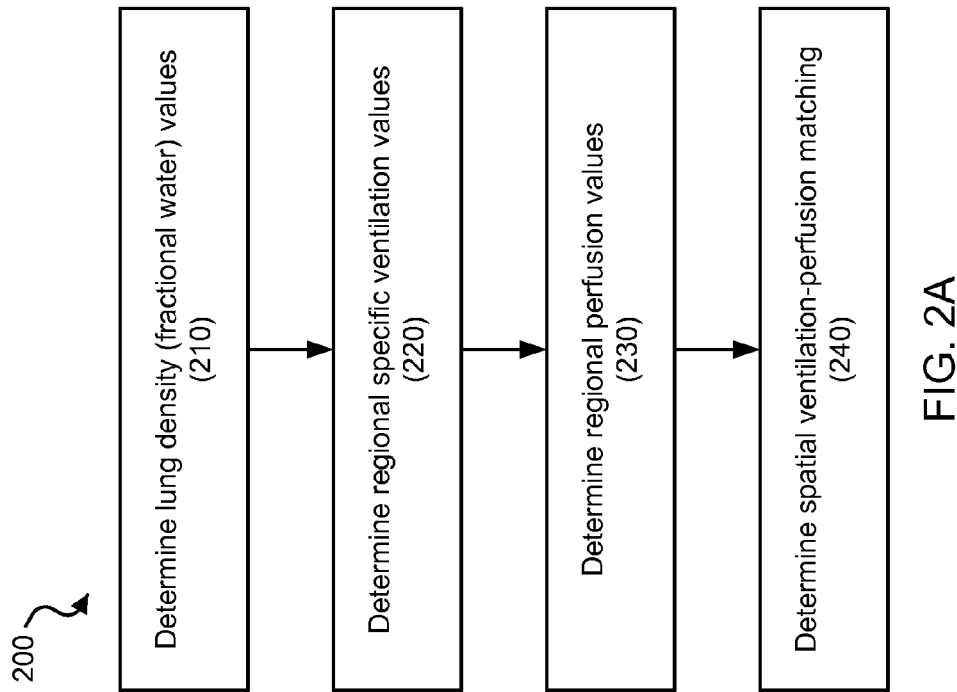 200
Determine lung density (fractional water) values
(210)
Determine regional specific ventilation values
(220)
Determine regional perfusion values
(230)
Determine spatial ventilation-perfusion matching
(240)
FIG. 2A